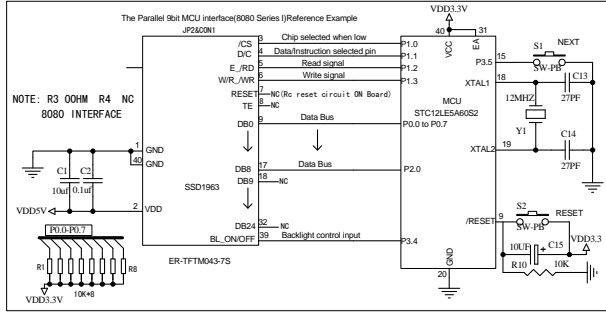 The Parallel 9bit MCU interface(8080 Series I)Reference Example
JP2&CON1
VDD3.3V
40
31
VCC
EA
3
/CS
Chip selected when low
P1.0
4
D/C
Data/Instruction selected pin
P1.1
5
E_/RD
Read signal
P1.2
6
W/R_/WR
Write signal
P1.3
7
RESET
NC(Rc reset circuit ON Board)
8
TE
NC
9
DB0
Data Bus
P0.0 to P0.7
17
DB8
Data Bus
P2.0
18
DB9
NC
32
DB24
NC
39
BL_ON/OFF
Backlight control input
P3.4
NOTE: R3 0OHM R4 NC
8080 INTERFACE
1
GND
40
GND
C1
10uf
C2
0.1uf
VDD5V
2
VDD
SSD1963
ER-TFTM043-7S
P0.0-P0.7
R1
R8
10K*8
VDD3.3V
MCU
STC12LE5A60S2
P3.5
15
S1
NEXT
SW-PB
XTAL1
18
C13
27PF
12MHZ
Y1
XTAL2
19
C14
27PF
/RESET
9
S2
RESET
SW-PB
10UF
+
C15
VDD3.3
R10
10K
GND
20